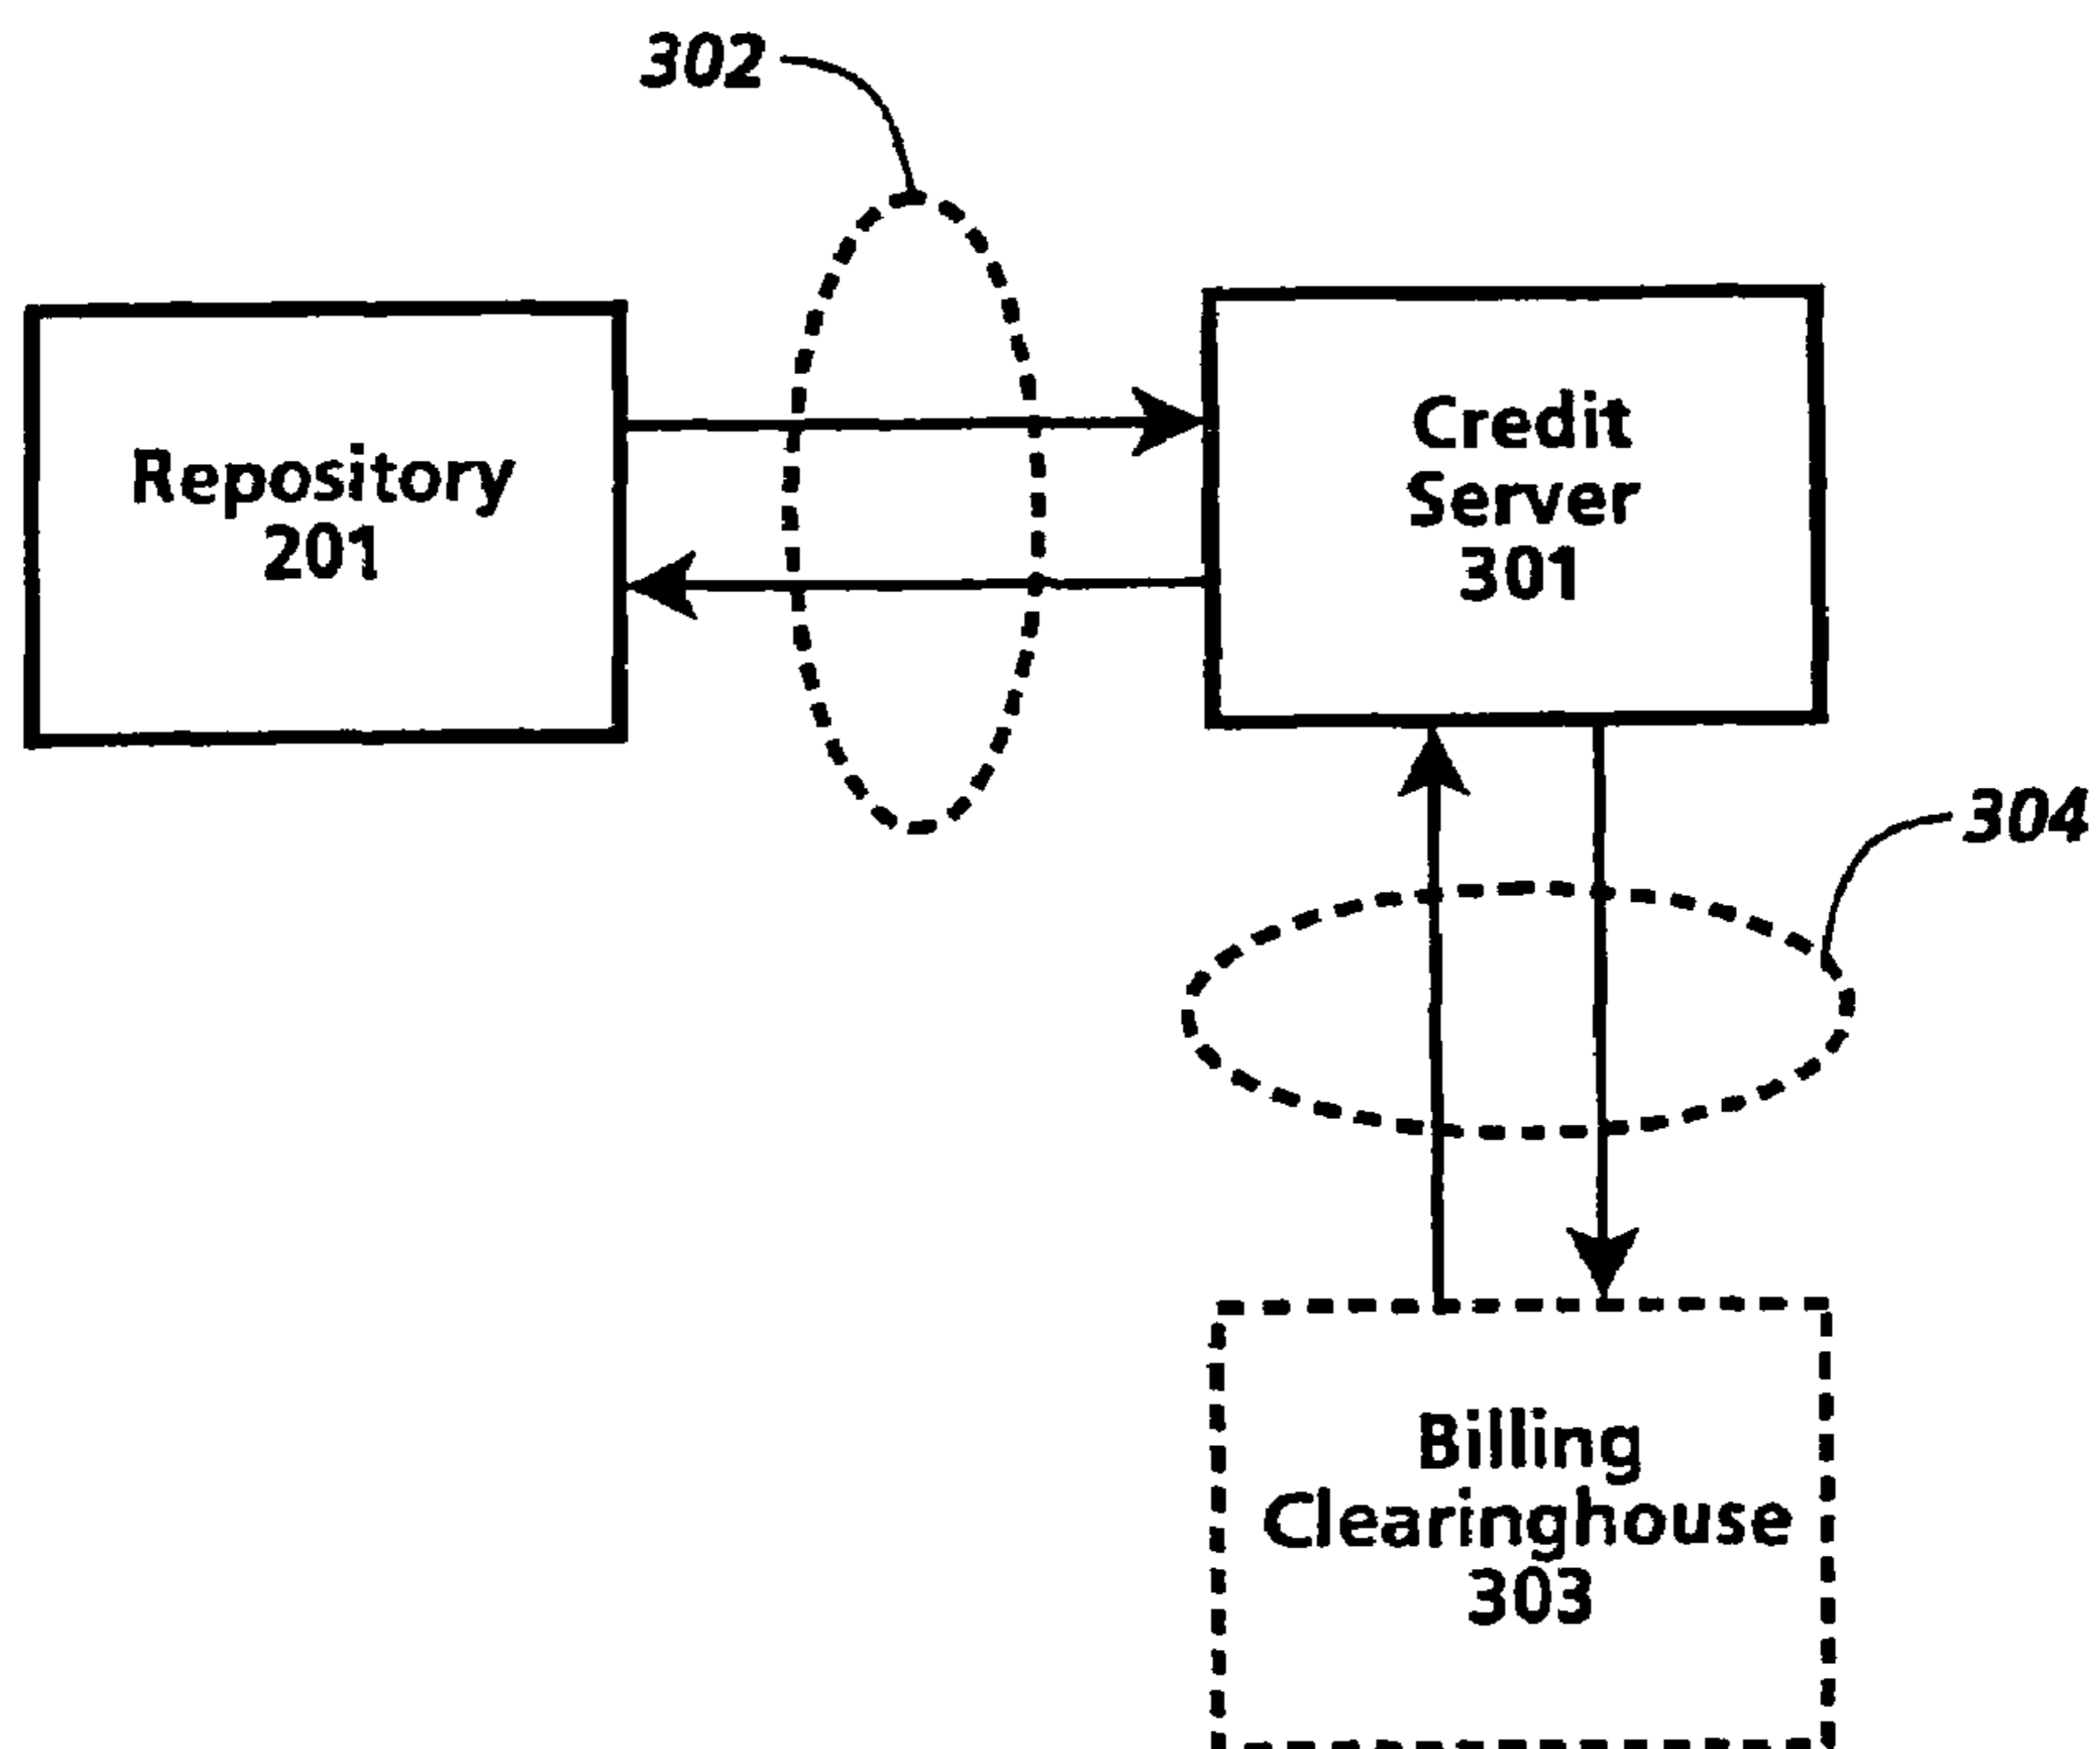 302
Repository
201
Credit
Server
301
304
Billing
Clearinghouse
303